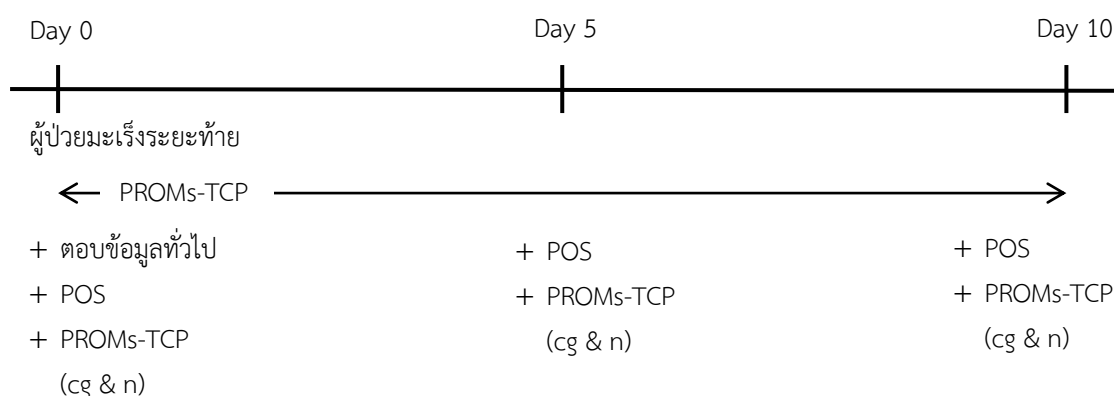 Day 0 Day 5 Day 10
ผู้ป่วยมะเร็งระยะท้าย
PROMs-TCP
+ ตอบข้อมูลทั่วไป + POS + POS
+ POS + PROMs-TCP + PROMs-TCP
+ PROMs-TCP (cg & n) (cg & n)
(cg & n)